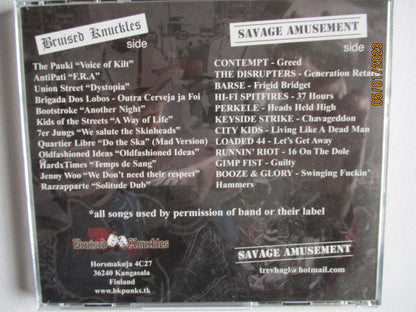 Bruised Knuckles
side
The Pauki "Voice of Kilt"
AntiPati "F.R.A"
Union Street "Dystopia"
Brigada Dos Lobos - Outra Cerveja ja Foi
Bootstroke "Another Night"
Kids of the Streets "A Way of Life"
7er Jungs "We salute the Skinheads"
Quartier Libre "Do the Ska" (Mad Version)
Oldfashioned Ideas "Oldfashioned Ideas"
HardxTimes "Temps de Sang"
Jenny Woo "We Don't need their respect"
Razzapparte "Solitude Dub"
SAVAGE AMUSEMENT
side
CONTEMPT - Greed
THE DISRUPTERS - Generation Retard
BARSE - Frigid Bridget
HI-FI SPITFIRES - 37 Hours
PERKELE - Heads Held High
KEYSIDE STRIKE - Chavageddon
CITY KIDS - Living Like A Dead Man
LOADED 44 - Let's Get Away
RUNNIN' RIOT - 16 On The Dole
GIMP FIST - Guilty
BOOZE & GLORY - Swinging Fuckin'
Hammers
*all songs used by permission of band or their label
Bruised Knuckles
Horsmakuja 4C27
36240 Kangasala
Finland
www.bkpunks.tk
SAVAGE AMUSEMENT
trevhagl@hotmail.com
05/01/2023